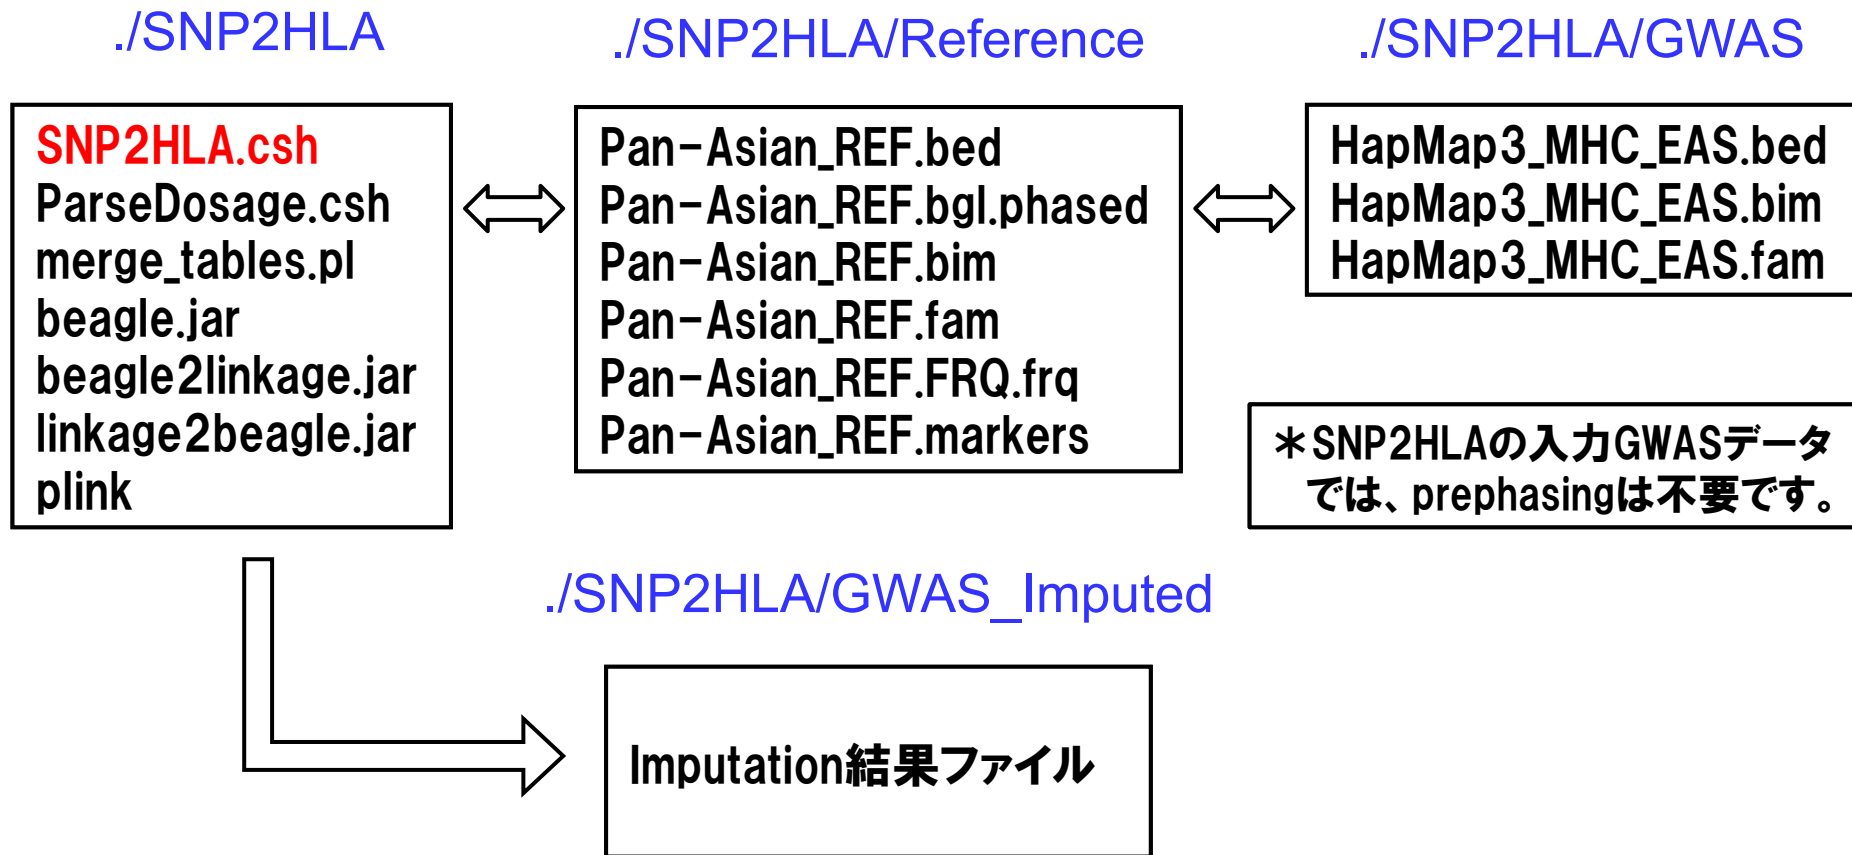 ./SNP2HLA
SNP2HLA.csh
ParseDosage.csh
merge_tables.pl
beagle.jar
beagle2linkage.jar
linkage2beagle.jar
plink
./SNP2HLA/Reference
Pan-Asian_REF.bed
Pan-Asian_REF.bgl.phased
Pan-Asian_REF.bim
Pan-Asian_REF.fam
Pan-Asian_REF.FRQ.frq
Pan-Asian_REF.markers
./SNP2HLA/GWAS
HapMap3_MHC_EAS.bed
HapMap3_MHC_EAS.bim
HapMap3_MHC_EAS.fam
＊SNP2HLAの入力GWASデータ
では、prephasingは不要です。
./SNP2HLA/GWAS_Imputed
Imputation結果ファイル